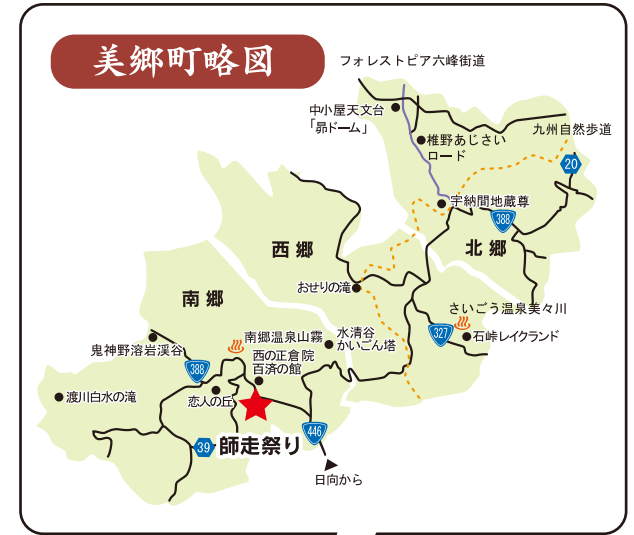 美郷町略図
フォレストピア六峰街道
中小屋天文台
「昴ドーム」
椎野あじさい
ロード
九州自然歩道
20
宇納間地蔵尊
388
北郷
西郷
おせりの滝
南郷
さいごう温泉美々川
327
石峠レイクランド
水清谷
かいごん塔
南郷温泉山霧
西の正倉院
百済の館
鬼神野溶岩渓谷
388
恋人の丘
渡川白水の滝
師走祭り
39
446
日向から